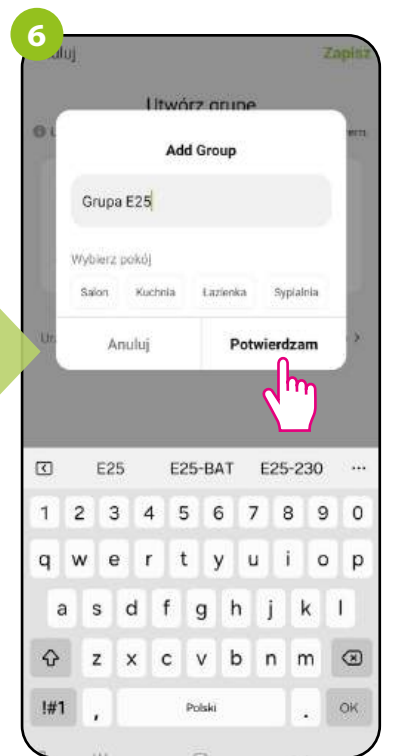 6
Anuluj Zapisz
Utwórz grupę
Add Group
Grupa E25
Wybierz pokój
Salon Kuchnia Łazienka Sypialnia
Anuluj Potwierdzam
E25 E25-BAT E25-230 ...
1 2 3 4 5 6 7 8 9 0
q w e r t y u i o p
a s d f g h j k l
z x c v b n m
!#1 , Polski . OK